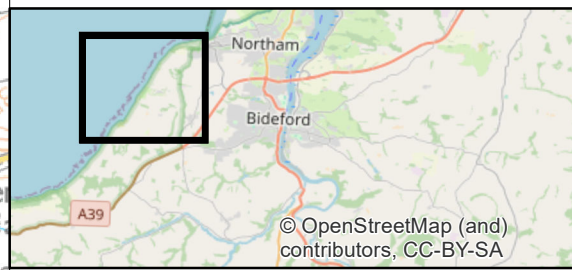 Northam
Bideford
A39
© OpenStreetMap (and)
contributors, CC-BY-SA